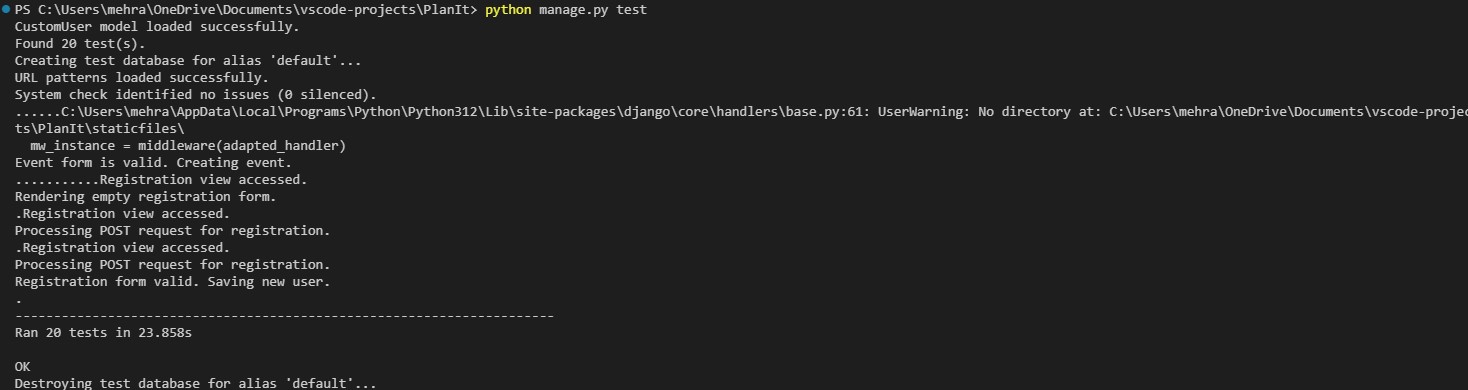 PS C:\Users\mehra\OneDrive\Documents\vscode-projects\PlanIt> python manage.py test
CustomUser model loaded successfully.
Found 20 test(s).
Creating test database for alias 'default'...
URL patterns loaded successfully.
System check identified no issues (0 silenced).
......C:\Users\mehra\AppData\Local\Programs\Python\Python312\Lib\site-packages\django\core\handlers\base.py:61: UserWarning: No directory at: C:\Users\mehra\OneDrive\Documents\vscode-projec
ts\PlanIt\staticfiles\
  mw_instance = middleware(adapted_handler)
Event form is valid. Creating event.
...........Registration view accessed.
Rendering empty registration form.
.Registration view accessed.
Processing POST request for registration.
.Registration view accessed.
Processing POST request for registration.
Registration form valid. Saving new user.
.
----------------------------------------------------------------------
Ran 20 tests in 23.858s

OK
Destroying test database for alias 'default'...